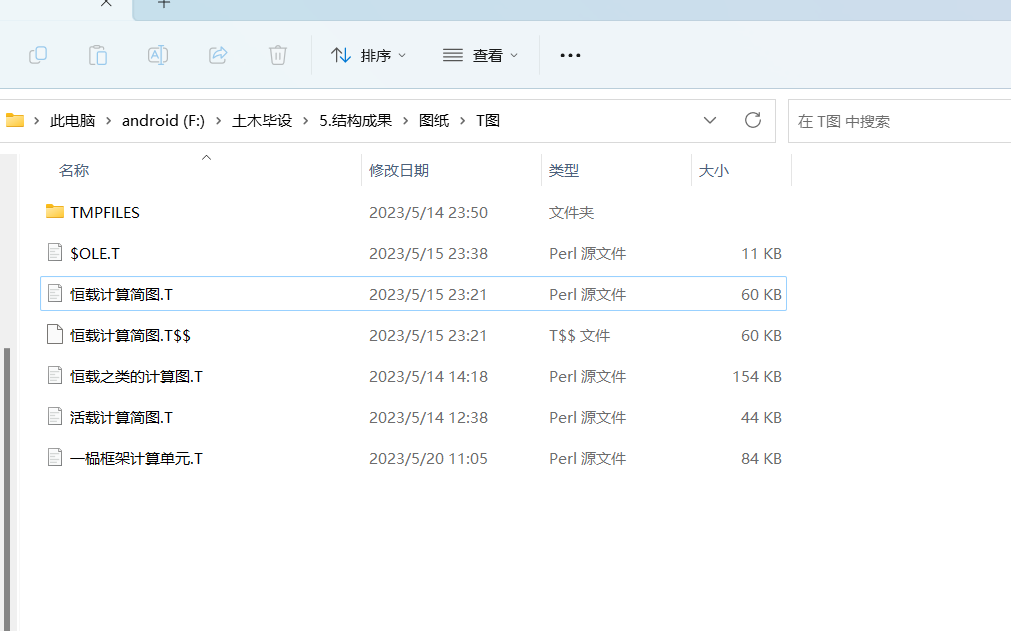 排序 查看
此电脑 android (F:) 土木毕设 5.结构成果 图纸 T图 在 T图 中搜索
名称 修改日期 类型 大小
TMPFILES 2023/5/14 23:50 文件夹
$OLE.T 2023/5/15 23:38 Perl 源文件 11 KB
恒载计算简图.T 2023/5/15 23:21 Perl 源文件 60 KB
恒载计算简图.T$$ 2023/5/15 23:21 T$$ 文件 60 KB
恒载之类的计算图.T 2023/5/14 14:18 Perl 源文件 154 KB
活载计算简图.T 2023/5/14 12:38 Perl 源文件 44 KB
一榀框架计算单元.T 2023/5/20 11:05 Perl 源文件 84 KB